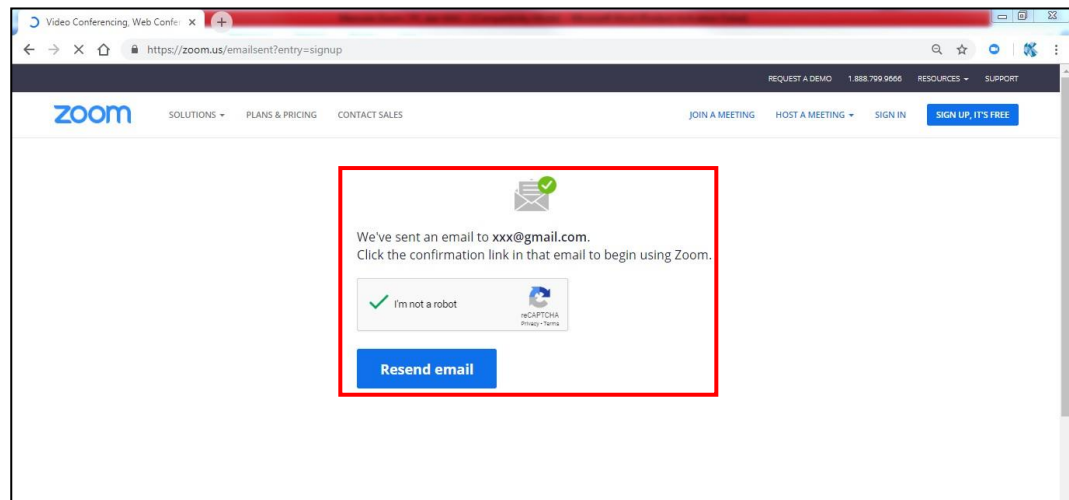 Video Conferencing, Web Confe
https://zoom.us/emailsent?entry=signup
REQUEST A DEMO 1.888.799.9666 RESOURCES SUPPORT
zoom SOLUTIONS PLANS & PRICING CONTACT SALES JOIN A MEETING HOST A MEETING SIGN IN SIGN UP, IT'S FREE
We've sent an email to xxx@gmail.com.
Click the confirmation link in that email to begin using Zoom.
I'm not a robot
reCAPTCHA
Privacy - Terms
Resend email